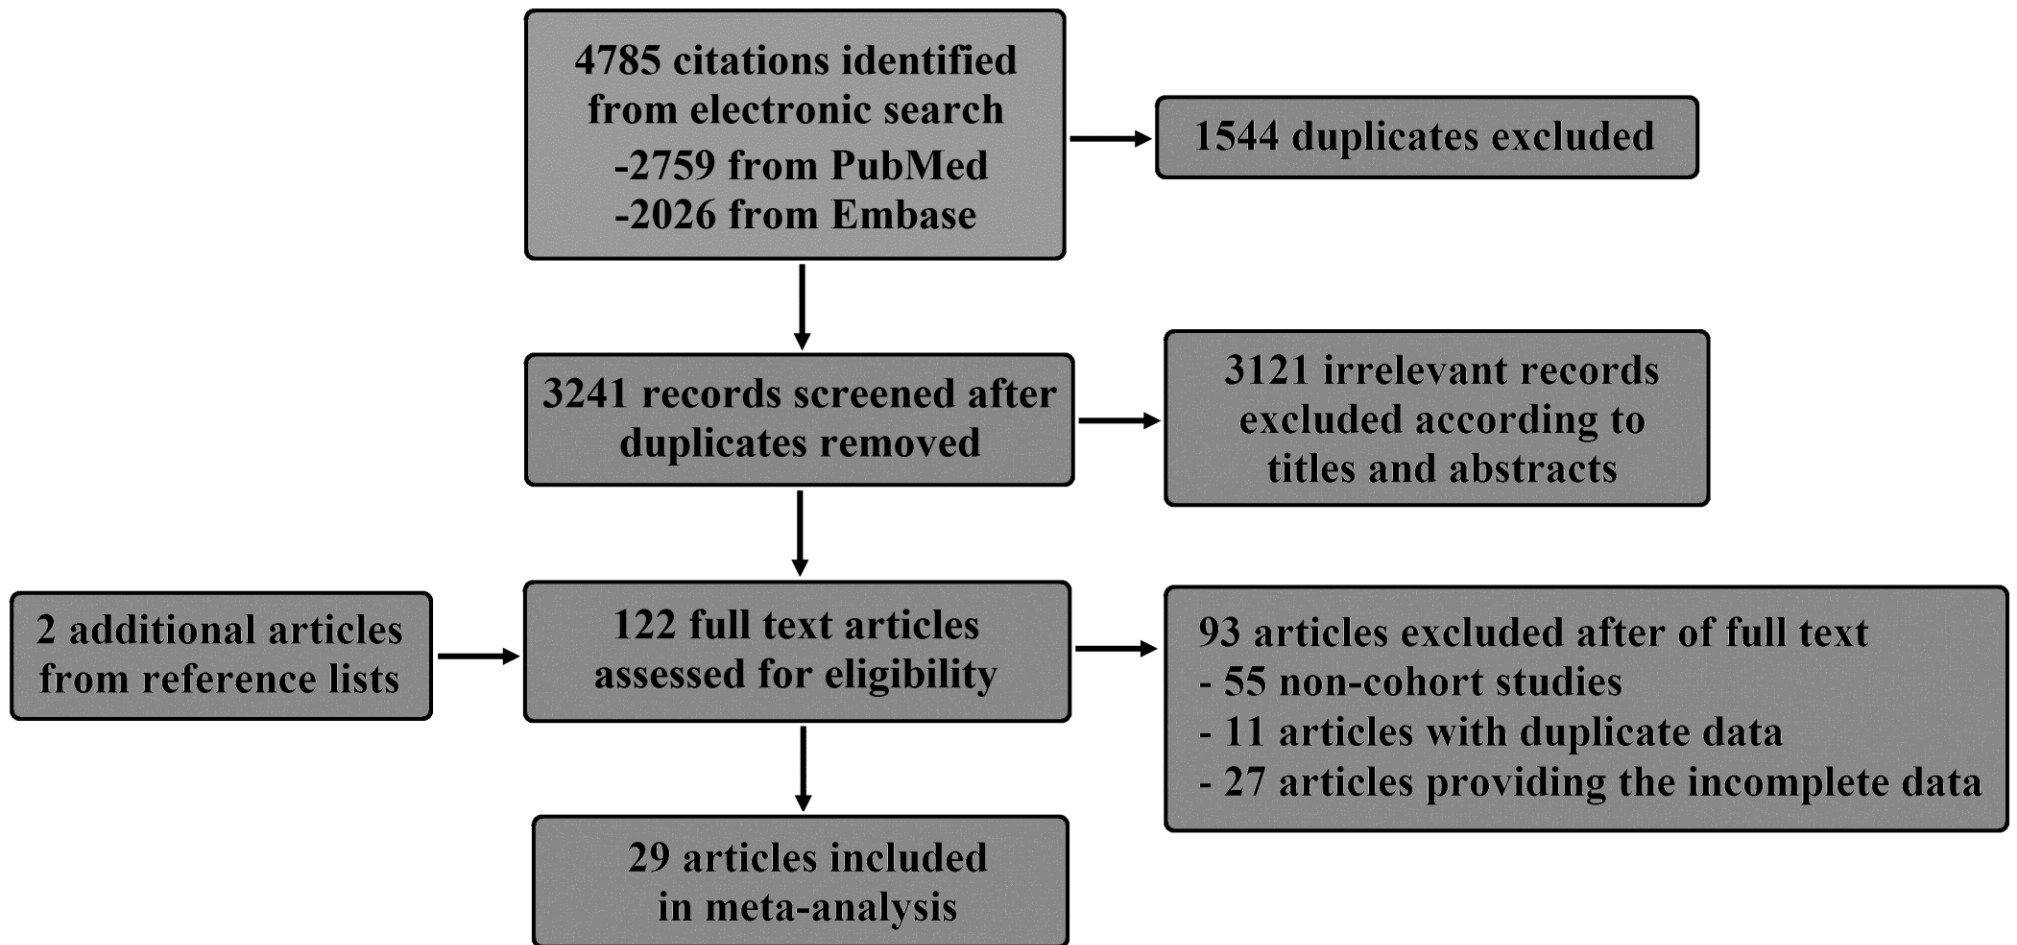 4785 citations identified
from electronic search
-2759 from PubMed
-2026 from Embase
1544 duplicates excluded
3241 records screened after
duplicates removed
3121 irrelevant records
excluded according to
titles and abstracts
2 additional articles
from reference lists
122 full text articles
assessed for eligibility
93 articles excluded after of full text
- 55 non-cohort studies
- 11 articles with duplicate data
- 27 articles providing the incomplete data
29 articles included
in meta-analysis